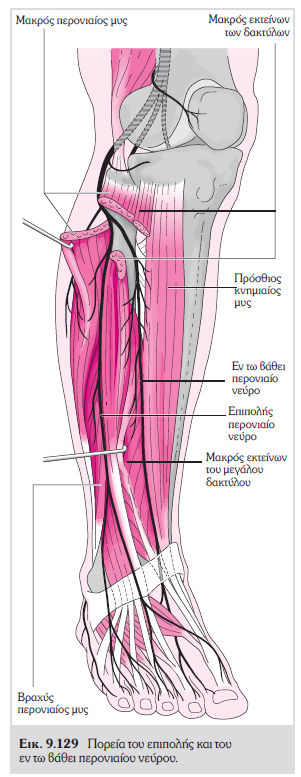 Μακρός περονιαίος μυς
Μακρός εκτείνων
των δακτύλων
Πρόσθιος
κνημιαίος
μυς
Εν τω βάθει
περονιαίο
νεύρο
Επιπολής
περονιαίο
νεύρο
Μακρός εκτείνων
του μεγάλου
δακτύλου
Βραχύς
περονιαίος μυς
Εικ. 9.129 Πορεία του επιπολής και του
εν τω βάθει περονιαίου νεύρου.